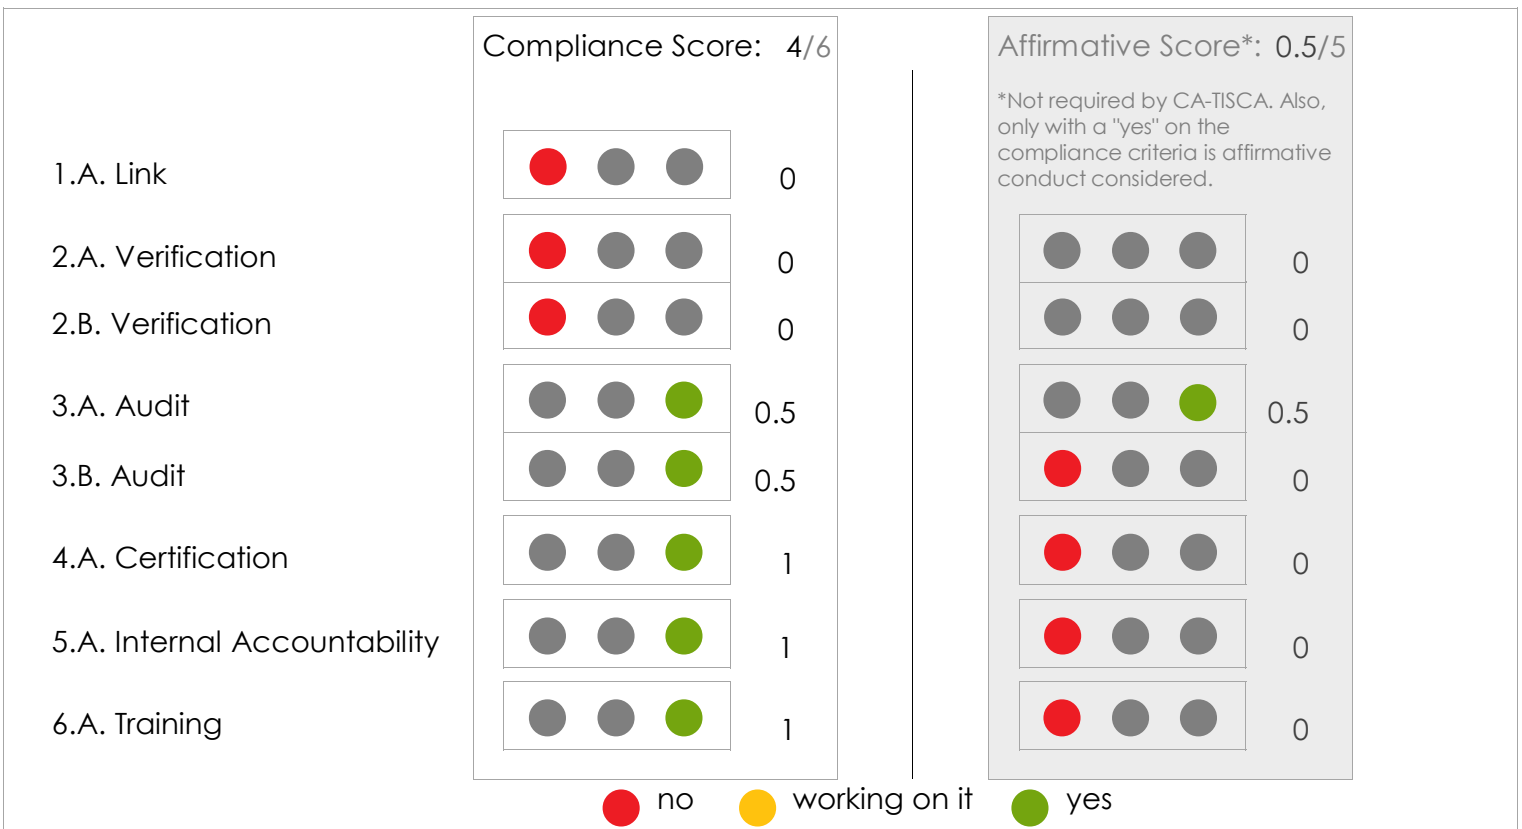 Compliance Score: 4/6
Affirmative Score*: 0.5/5
*Not required by CA-TISCA. Also,
only with a "yes" on the
compliance criteria is affirmative
conduct considered.
1.A. Link 0
2.A. Verification 0 0
2.B. Verification 0 0
3.A. Audit 0.5 0.5
3.B. Audit 0.5 0
4.A. Certification 1 0
5.A. Internal Accountability 1 0
6.A. Training 1 0
no working on it yes